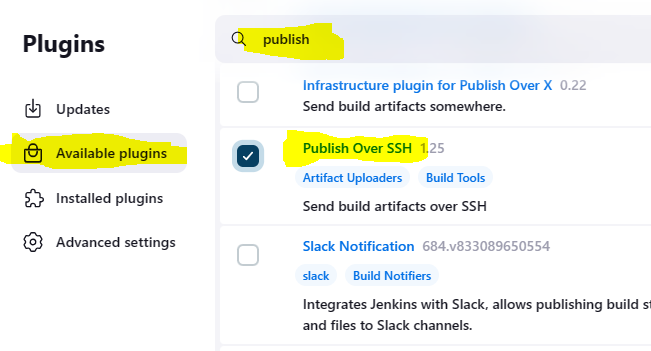 Plugins
Updates
Available plugins
Installed plugins
Advanced settings
publish
Infrastructure plugin for Publish Over X 0.22
Send build artifacts somewhere.
Publish Over SSH 1.25
Artifact Uploaders Build Tools
Send build artifacts over SSH
Slack Notification 684.v833089650554
slack Build Notifiers
Integrates Jenkins with Slack, allows publishing build st
and files to Slack channels.